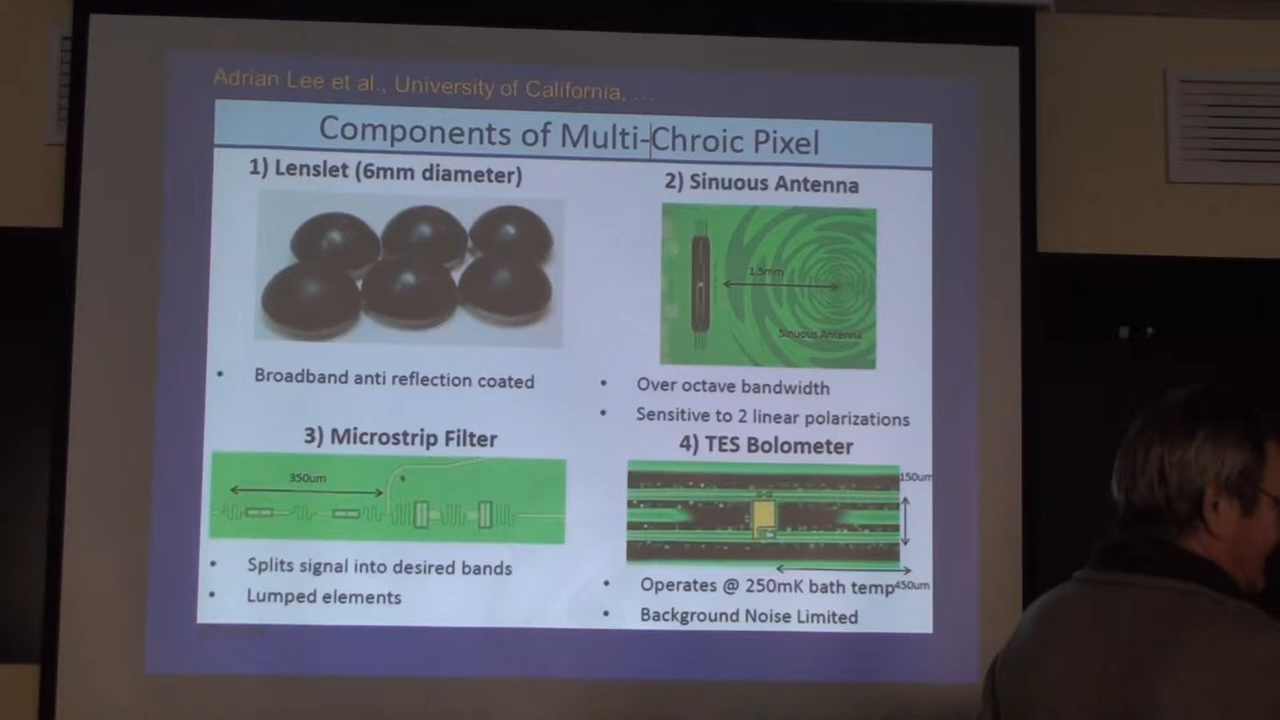 Adrian Lee et al., University of California, ...
Components of Multi-Chroic Pixel
1) Lenslet (6mm diameter)
• Broadband anti reflection coated
2) Sinuous Antenna
1.5mm
Sinuous Antenna
• Over octave bandwidth
• Sensitive to 2 linear polarizations
3) Microstrip Filter
350um
• Splits signal into desired bands
• Lumped elements
4) TES Bolometer
150um
450um
• Operates @ 250mK bath temp
• Background Noise Limited